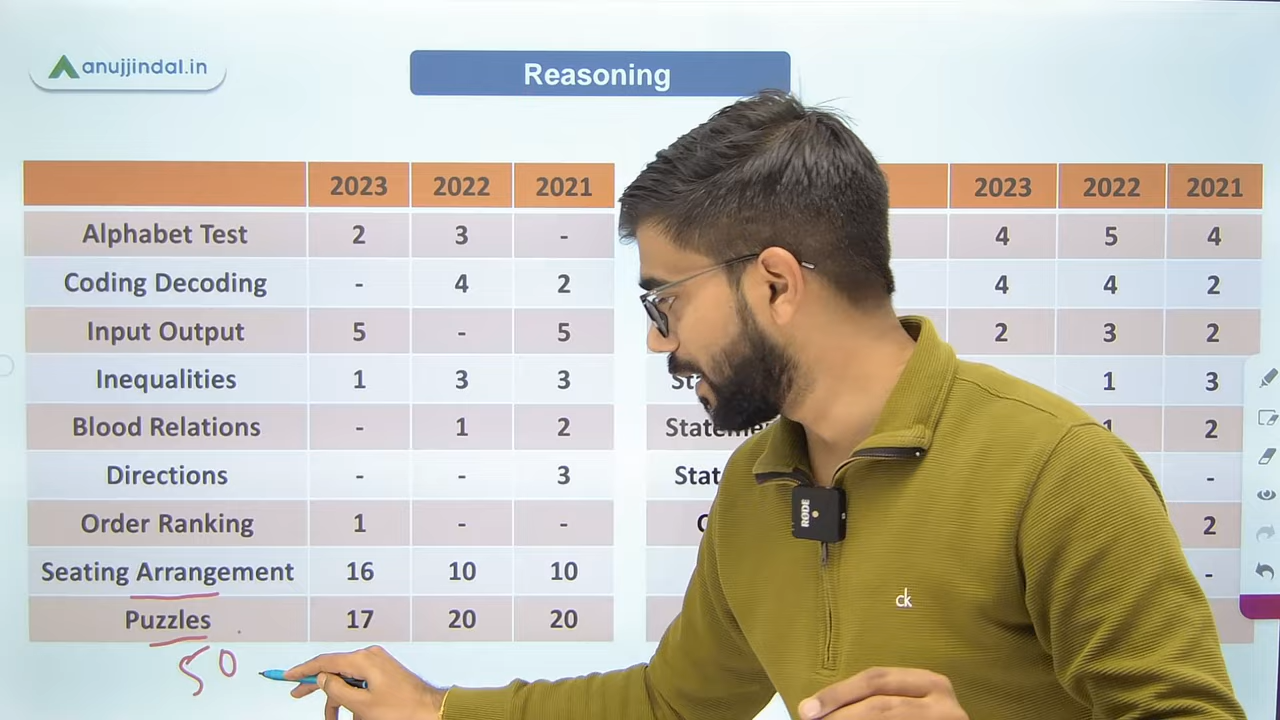 anujjindal.in
Reasoning
2023 2022 2021
Alphabet Test 2 3 -
Coding Decoding - 4 2
Input Output 5 - 5
Inequalities 1 3 3
Blood Relations - 1 2
Directions - - 3
Order Ranking 1 - -
Seating Arrangement 16 10 10
Puzzles 17 20 20
50
2023 2022 2021
4 5 4
4 4 2
2 3 2
1 3
1 2
-
2
-
RODE
ck